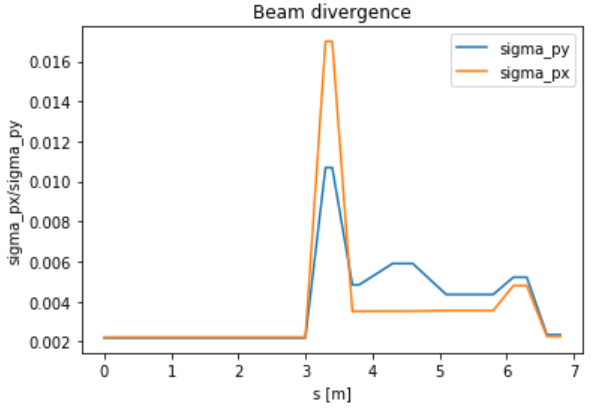 Beam divergence
sigma_px/sigma_py
0.016
0.014
0.012
0.010
0.008
0.006
0.004
0.002
sigma_py
sigma_px
0 1 2 3 4 5 6 7
s [m]